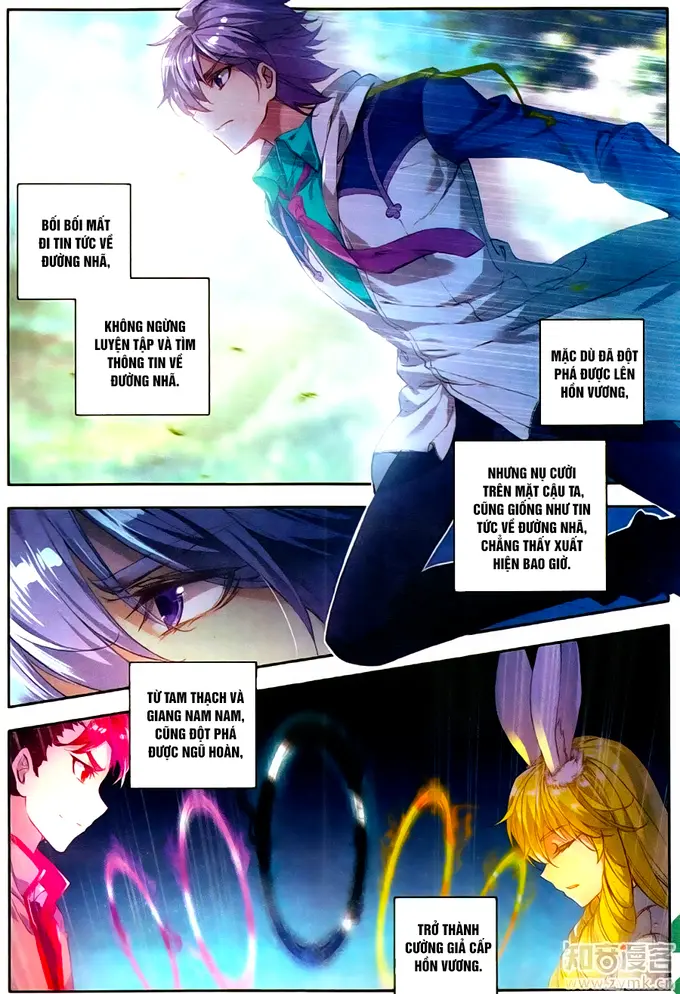 BỐI BỐI MẤT
ĐI TIN TỨC VỀ
ĐƯỜNG NHÃ,
KHÔNG NGỪNG
LUYỆN TẬP VÀ TÌM
THÔNG TIN VỀ
ĐƯỜNG NHÃ.
MẶC DÙ ĐÃ ĐỘT
PHÁ ĐƯỢC LÊN
HỒN VƯƠNG,
NHƯNG NỤ CƯỜI
TRÊN MẶT CẬU TA,
CŨNG GIỐNG NHƯ TIN
TỨC VỀ ĐƯỜNG NHÃ,
CHẲNG THẤY XUẤT
HIỆN BAO GIỜ.
TỪ TAM THẠCH VÀ
GIANG NAM NAM,
CŨNG ĐỘT PHÁ
ĐƯỢC NGŨ HOÀN,
TRỞ THÀNH
CƯỜNG GIẢ CẤP
HỒN VƯƠNG.
知音漫客
www.zymk.cn